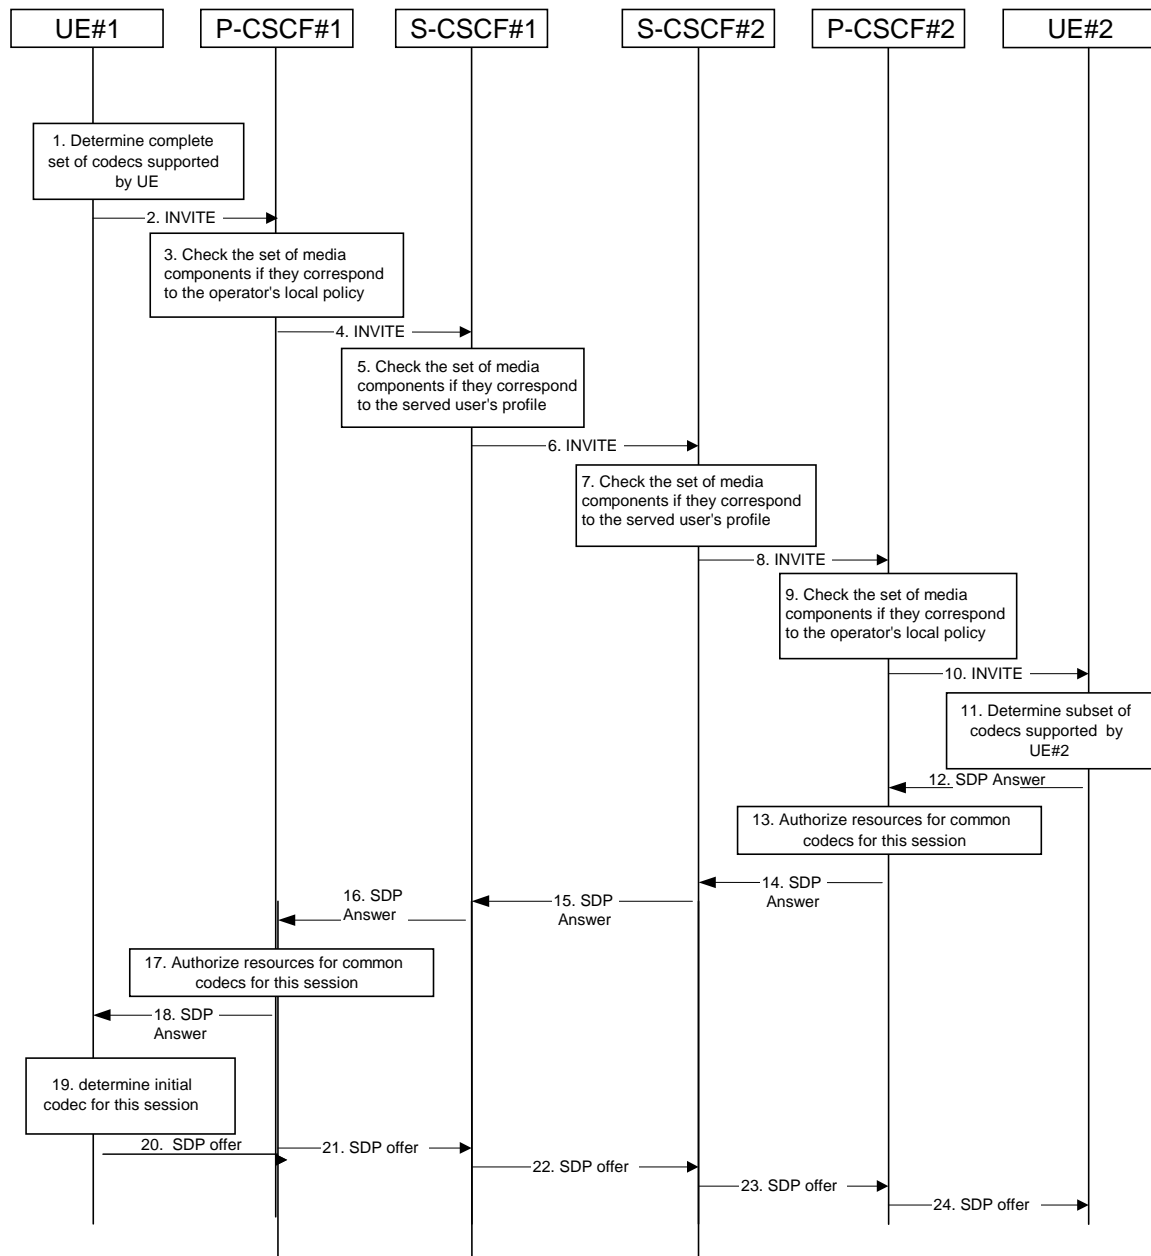 UE#1
P-CSCF#1
S-CSCF#1
S-CSCF#2
P-CSCF#2
UE#2
1. Determine complete
set of codecs supported
by UE
2. INVITE
3. Check the set of media
components if they correspond
to the operator's local policy
4. INVITE
5. Check the set of media
components if they correspond
to the served user's profile
6. INVITE
7. Check the set of media
components if they correspond
to the served user's profile
8. INVITE
9. Check the set of media
components if they correspond
to the operator's local policy
10. INVITE
11. Determine subset of
codecs supported by
UE#2
12. SDP Answer
13. Authorize resources for common
codecs for this session
14. SDP
Answer
15. SDP
Answer
16. SDP
Answer
17. Authorize resources for common
codecs for this session
18. SDP
Answer
19. determine initial
codec for this session
20. SDP offer
21. SDP offer
22. SDP offer
23. SDP offer
24. SDP offer